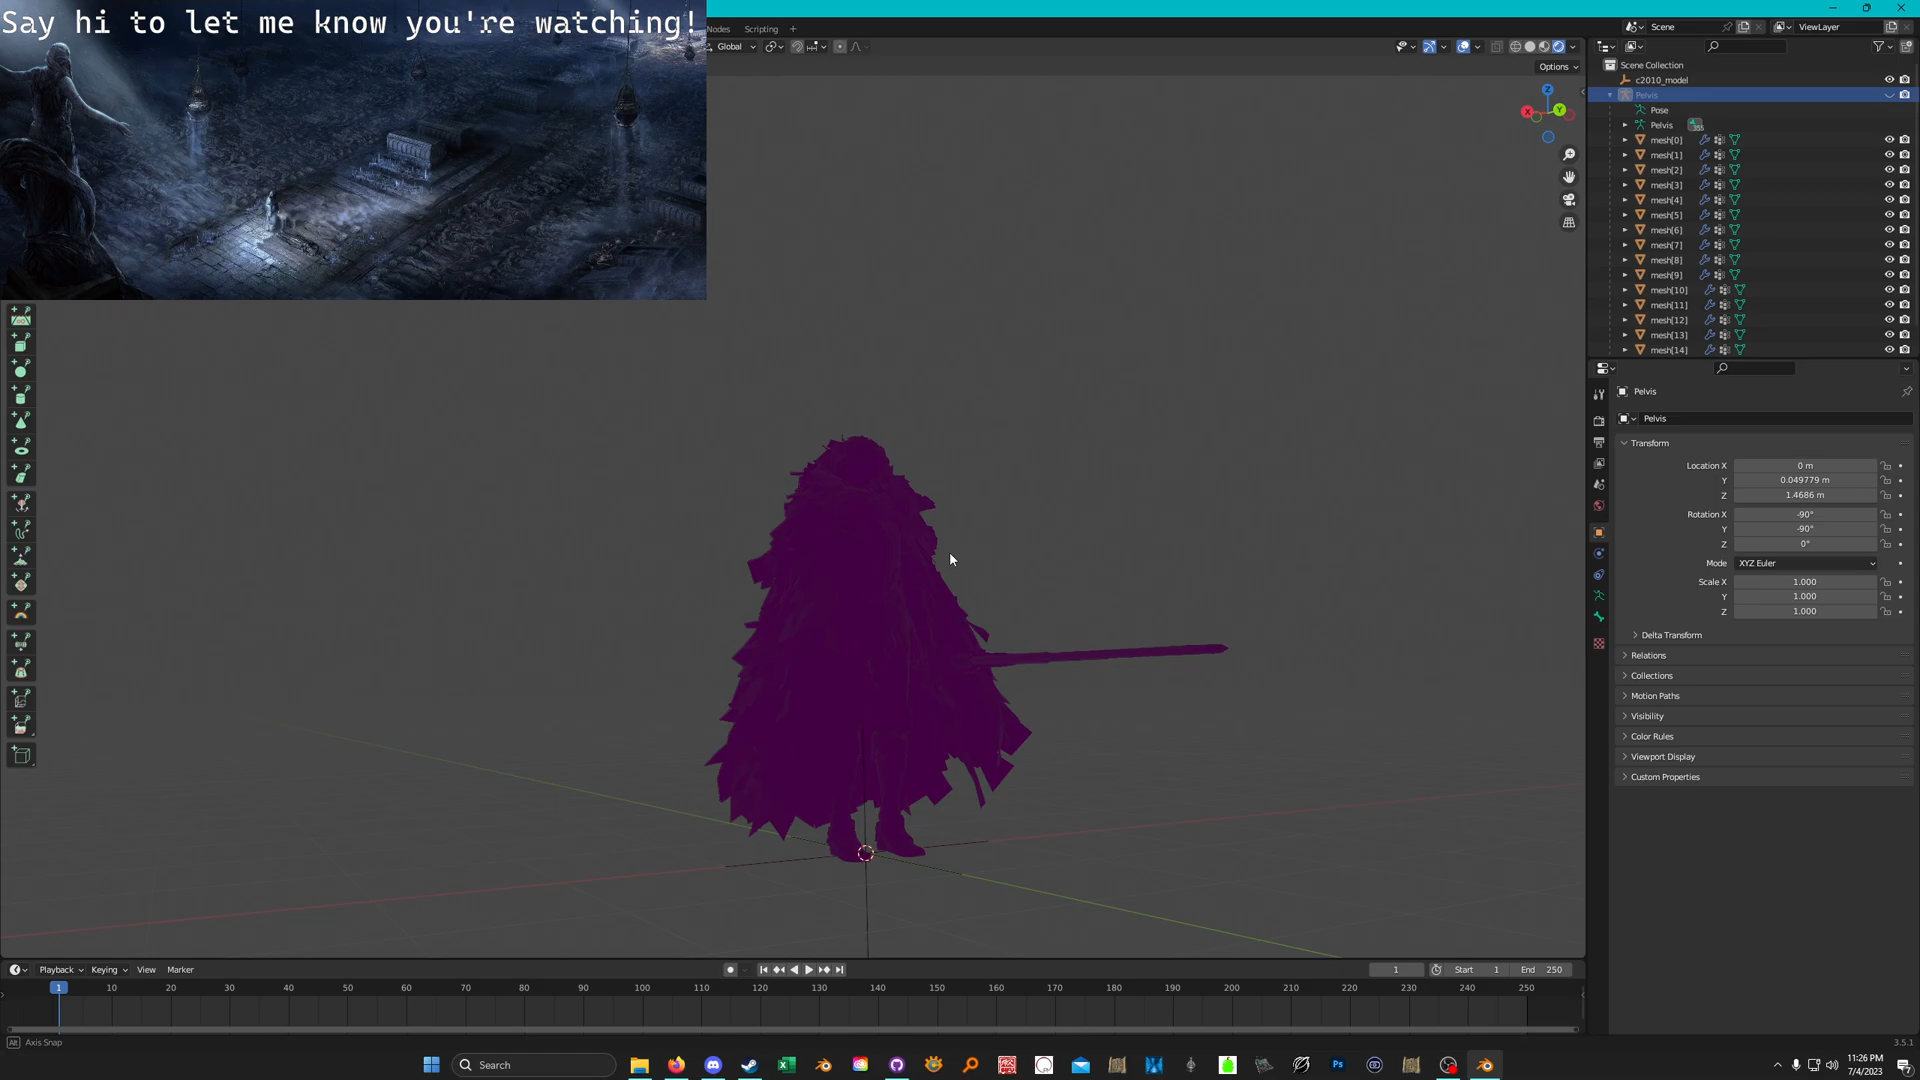 Say hi to let me know you're watching!
Nodes Scripting +
Scene ViewLayer
Global
Options
X Y Z
Scene Collection
c2010_model
Pelvis
Pose
Pelvis 355
mesh[0]
mesh[1]
mesh[2]
mesh[3]
mesh[4]
mesh[5]
mesh[6]
mesh[7]
mesh[8]
mesh[9]
mesh[10]
mesh[11]
mesh[12]
mesh[13]
mesh[14]
Pelvis
Pelvis
Transform
Location X 0 m
Y 0.049779 m
Z 1.4686 m
Rotation X -90°
Y -90°
Z 0°
Mode XYZ Euler
Scale X 1.000
Y 1.000
Z 1.000
Delta Transform
Relations
Collections
Motion Paths
Visibility
Color Rules
Viewport Display
Custom Properties
Playback Keying View Marker 1 Start 1 End 250
1 10 20 30 40 50 60 70 80 90 100 110 120 130 140 150 160 170 180 190 200 210 220 230 240 250
Alt Axis Snap 3.5.1
Search Ps 11:26 PM
7/4/2023